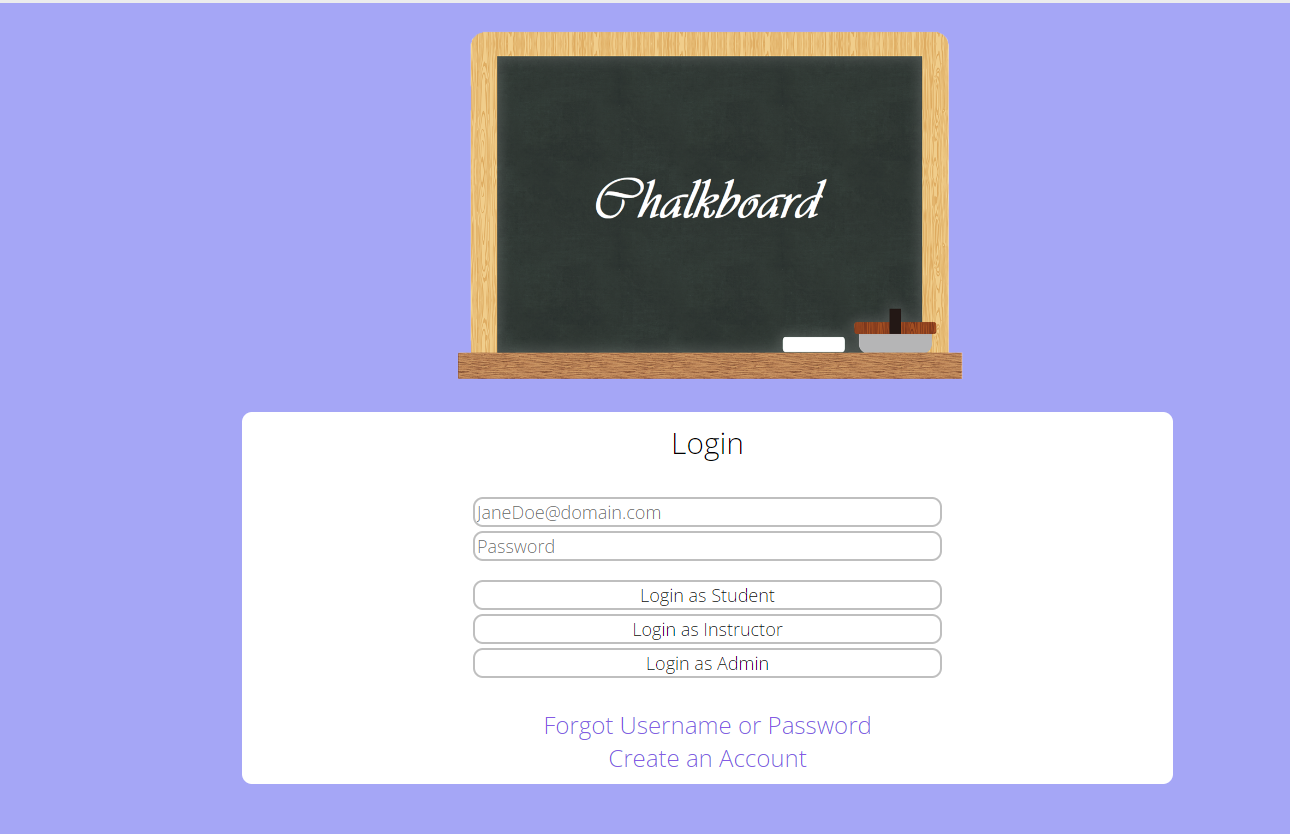 Chalkboard
Login
JaneDoe@domain.com
Password
Login as Student
Login as Instructor
Login as Admin
Forgot Username or Password
Create an Account